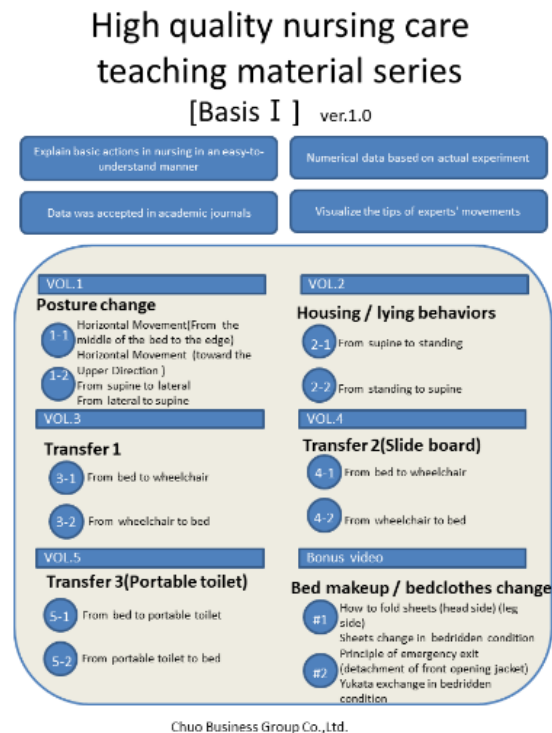 High quality nursing care
teaching material series
[Basis I ] ver.1.0
Explain basic actions in nursing in an easy-to-
understand manner
Numerical data based on actual experiment
Data was accepted in academic journals
Visualize the tips of experts' movements
VOL.1
Posture change
1-1
Horizontal Movement(From the
middle of the bed to the edge)
Horizontal Movement (toward the
1-2
Upper Direction )
From supine to lateral
From lateral to supine
VOL.2
Housing / lying behaviors
2-1 From supine to standing
2-2 From standing to supine
VOL.3
Transfer 1
3-1 From bed to wheelchair
3-2 From wheelchair to bed
VOL.4
Transfer 2(Slide board)
4-1 From bed to wheelchair
4-2 From wheelchair to bed
VOL.5
Transfer 3(Portable toilet)
5-1 From bed to portable toilet
5-2 From portable toilet to bed
Bonus video
Bed makeup / bedclothes change
#1
How to fold sheets (head side) (leg
side)
Sheets change in bedridden condition
#2
Principle of emergency exit
(detachment of front opening jacket)
Yukata exchange in bedridden
condition
Chuo Business Group Co.,Ltd.